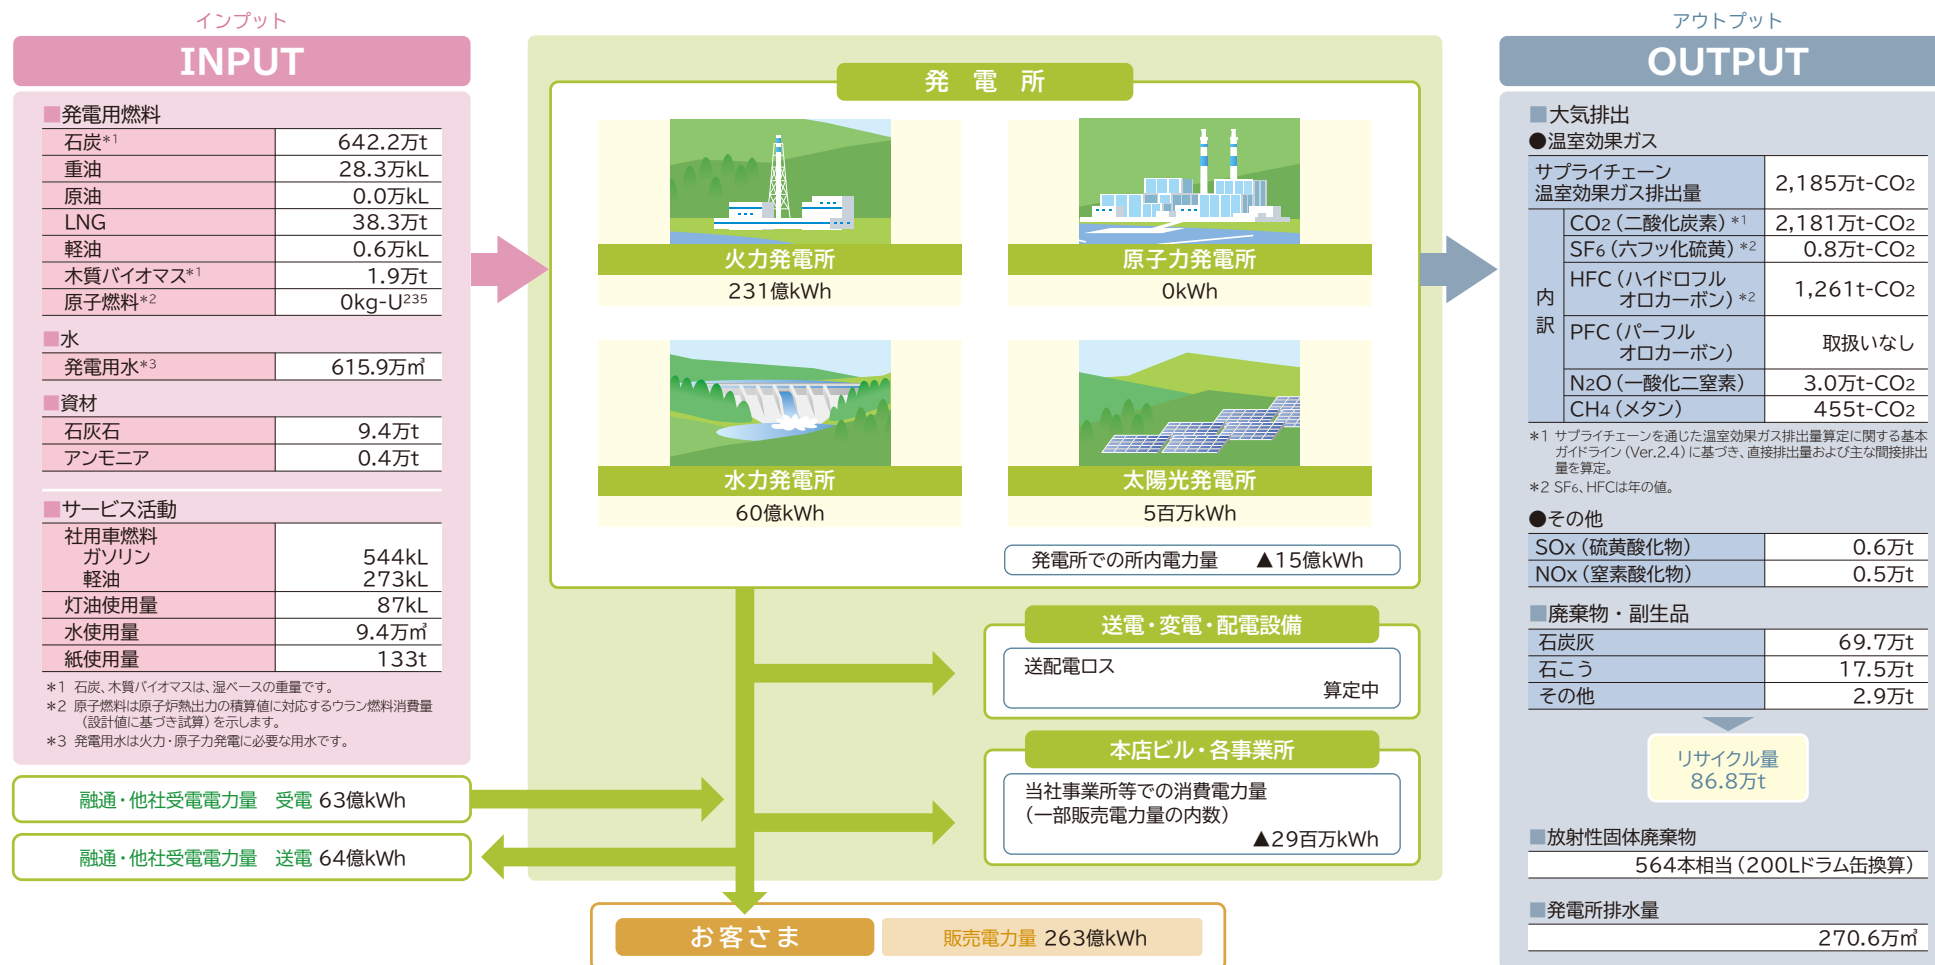 インプット
INPUT
■発電用燃料
石炭*1 642.2万t
重油 28.3万kL
原油 0.0万kL
LNG 38.3万t
軽油 0.6万kL
木質バイオマス*1 1.9万t
原子燃料*2 0kg-U235
■水
発電用水*3 615.9万㎥
■資材
石灰石 9.4万t
アンモニア 0.4万t
■サービス活動
社用車燃料
ガソリン 544kL
軽油 273kL
灯油使用量 87kL
水使用量 9.4万㎥
紙使用量 133t
*1 石炭、木質バイオマスは、湿ベースの重量です。
*2 原子燃料は原子炉熱出力の積算値に対応するウラン燃料消費量
（設計値に基づき試算）を示します。
*3 発電用水は火力・原子力発電に必要な用水です。
融通・他社受電電力量 受電 63億kWh
融通・他社受電電力量 送電 64億kWh
発電所
火力発電所
231億kWh
原子力発電所
0kWh
水力発電所
60億kWh
太陽光発電所
5百万kWh
発電所での所内電力量 ▲15億kWh
送電・変電・配電設備
送配電ロス
算定中
本店ビル・各事業所
当社事業所等での消費電力量
（一部販売電力量の内数）
▲29百万kWh
お客さま 販売電力量 263億kWh
アウトプット
OUTPUT
■大気排出
●温室効果ガス
サプライチェーン
温室効果ガス排出量 2,185万t-CO2
内訳
CO2（二酸化炭素）*1 2,181万t-CO2
SF6（六フッ化硫黄）*2 0.8万t-CO2
HFC（ハイドロフル
オロカーボン）*2 1,261t-CO2
PFC（パーフル
オロカーボン） 取扱いなし
N2O（一酸化二窒素） 3.0万t-CO2
CH4（メタン） 455t-CO2
*1 サプライチェーンを通じた温室効果ガス排出量算定に関する基本
ガイドライン（Ver.2.4）に基づき、直接排出量および主な間接排出
量を算定。
*2 SF6、HFCは年の値。
●その他
SOx（硫黄酸化物） 0.6万t
NOx（窒素酸化物） 0.5万t
■廃棄物・副生品
石炭灰 69.7万t
石こう 17.5万t
その他 2.9万t
リサイクル量
86.8万t
■放射性固体廃棄物
564本相当（200Lドラム缶換算）
■発電所排水量
270.6万㎥